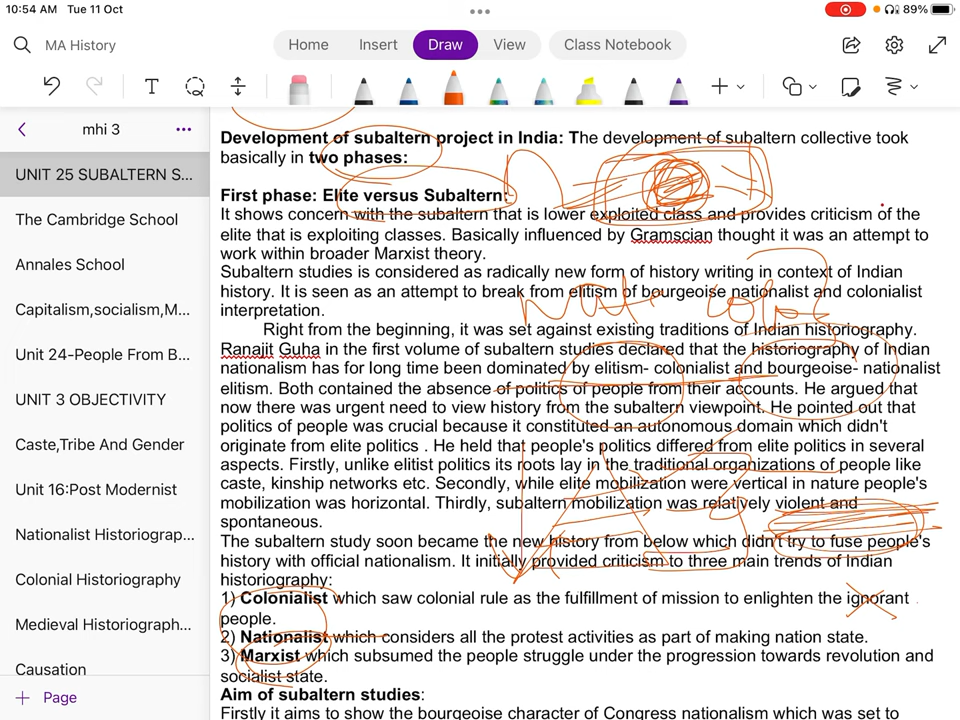 10:54 AM Tue 11 Oct
89%
MA History
Home Insert Draw View Class Notebook
T
mhi 3
UNIT 25 SUBALTERN S...
The Cambridge School
Annales School
Capitalism,socialism,M...
Unit 24-People From B...
UNIT 3 OBJECTIVITY
Caste,Tribe And Gender
Unit 16:Post Modernist
Nationalist Historiograp...
Colonial Historiography
Medieval Historiograph...
Causation
Page
Development of subaltern project in India: The development of subaltern collective took
basically in two phases:
First phase: Elite versus Subaltern:
It shows concern with the subaltern that is lower exploited class and provides criticism of the
elite that is exploiting classes. Basically influenced by Gramscian thought it was an attempt to
work within broader Marxist theory.
Subaltern studies is considered as radically new form of history writing in context of Indian
history. It is seen as an attempt to break from elitism of bourgeoise nationalist and colonialist
interpretation.
Right from the beginning, it was set against existing traditions of Indian historiography.
Ranajit Guha in the first volume of subaltern studies declared that the historiography of Indian
nationalism has for long time been dominated by elitism- colonialist and bourgeoise- nationalist
elitism. Both contained the absence of politics of people from their accounts. He argued that
now there was urgent need to view history from the subaltern viewpoint. He pointed out that
politics of people was crucial because it constituted an autonomous domain which didn't
originate from elite politics . He held that people's politics differed from elite politics in several
aspects. Firstly, unlike elitist politics its roots lay in the traditional organizations of people like
caste, kinship networks etc. Secondly, while elite mobilization were vertical in nature people's
mobilization was horizontal. Thirdly, subaltern mobilization was relatively violent and
spontaneous.
The subaltern study soon became the new history from below which didn't try to fuse people's
history with official nationalism. It initially provided criticism to three main trends of Indian
historiography:
1) Colonialist which saw colonial rule as the fulfillment of mission to enlighten the ignorant
people.
2) Nationalist which considers all the protest activities as part of making nation state.
3) Marxist which subsumed the people struggle under the progression towards revolution and
socialist state.
Aim of subaltern studies:
Firstly it aims to show the bourgeoise character of Congress nationalism which was set to